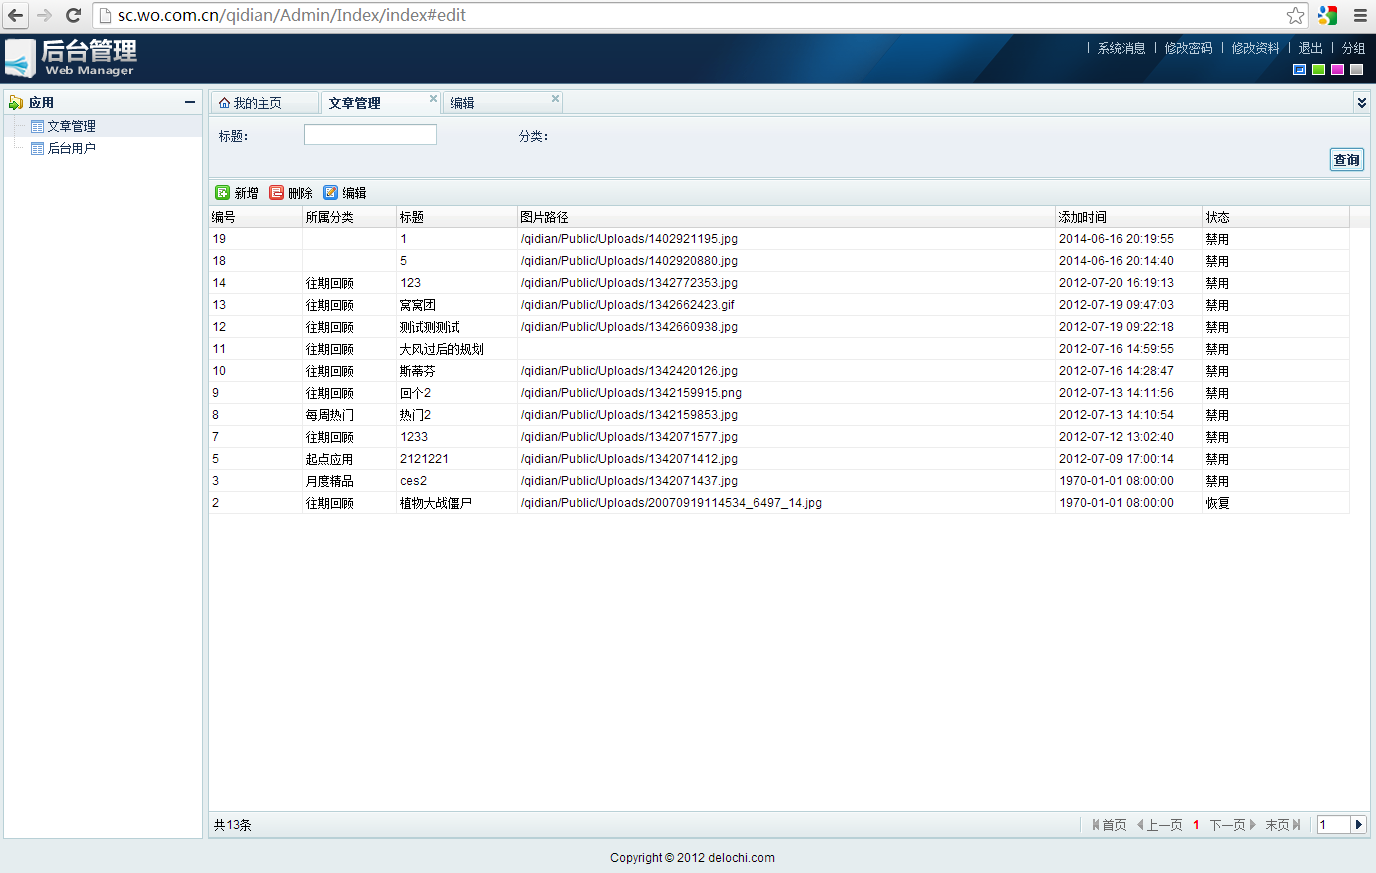 sc.wo.com.cn/qidian/Admin/Index/index#edit
后台管理
Web Manager
系统消息 | 修改密码 | 修改资料 | 退出 | 分组
应用
文章管理
后台用户
我的主页 文章管理 编辑
标题： 分类：
查询
新增 删除 编辑
编号 所属分类 标题 图片路径 添加时间 状态
19 1 /qidian/Public/Uploads/1402921195.jpg 2014-06-16 20:19:55 禁用
18 5 /qidian/Public/Uploads/1402920880.jpg 2014-06-16 20:14:40 禁用
14 往期回顾 123 /qidian/Public/Uploads/1342772353.jpg 2012-07-20 16:19:13 禁用
13 往期回顾 窝窝团 /qidian/Public/Uploads/1342662423.gif 2012-07-19 09:47:03 禁用
12 往期回顾 测试测测试 /qidian/Public/Uploads/1342660938.jpg 2012-07-19 09:22:18 禁用
11 往期回顾 大风过后的规划 2012-07-16 14:59:55 禁用
10 往期回顾 斯蒂芬 /qidian/Public/Uploads/1342420126.jpg 2012-07-16 14:28:47 禁用
9 往期回顾 回个2 /qidian/Public/Uploads/1342159915.png 2012-07-13 14:11:56 禁用
8 每周热门 热门2 /qidian/Public/Uploads/1342159853.jpg 2012-07-13 14:10:54 禁用
7 往期回顾 1233 /qidian/Public/Uploads/1342071577.jpg 2012-07-12 13:02:40 禁用
5 起点应用 2121221 /qidian/Public/Uploads/1342071412.jpg 2012-07-09 17:00:14 禁用
3 月度精品 ces2 /qidian/Public/Uploads/1342071437.jpg 1970-01-01 08:00:00 禁用
2 往期回顾 植物大战僵尸 /qidian/Public/Uploads/20070919114534_6497_14.jpg 1970-01-01 08:00:00 恢复
共13条 首页 上一页 1 下一页 末页 1
Copyright © 2012 delochi.com